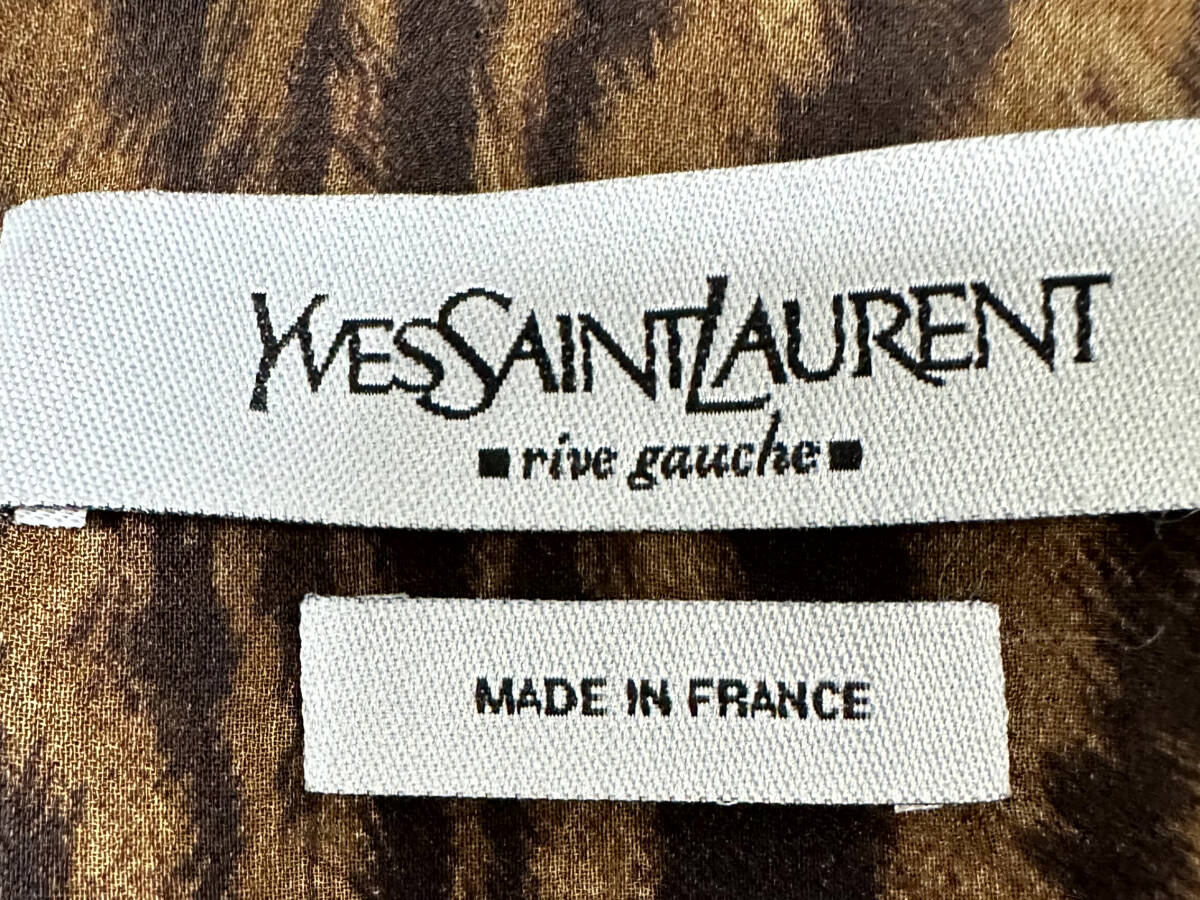 YVES SAINT LAURENT
▪rive gauche▪
MADE IN FRANCE